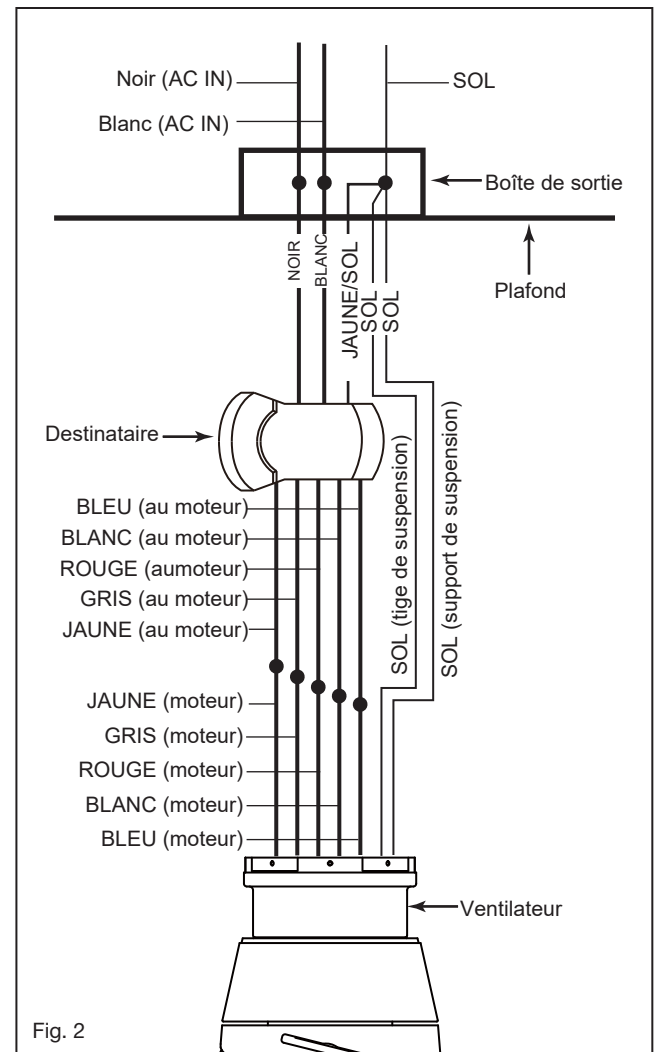 Noir (AC IN)
SOL
Blanc (AC IN)
Boîte de sortie
Plafond
NOIR
BLANC
JAUNE/SOL
SOL
SOL
Destinataire
SOL (tige de suspension)
SOL (support de suspension)
BLEU (au moteur)
BLANC (au moteur)
ROUGE (aumoteur)
GRIS (au moteur)
JAUNE (au moteur)
JAUNE (moteur)
GRIS (moteur)
ROUGE (moteur)
BLANC (moteur)
BLEU (moteur)
Ventilateur
Fig. 2